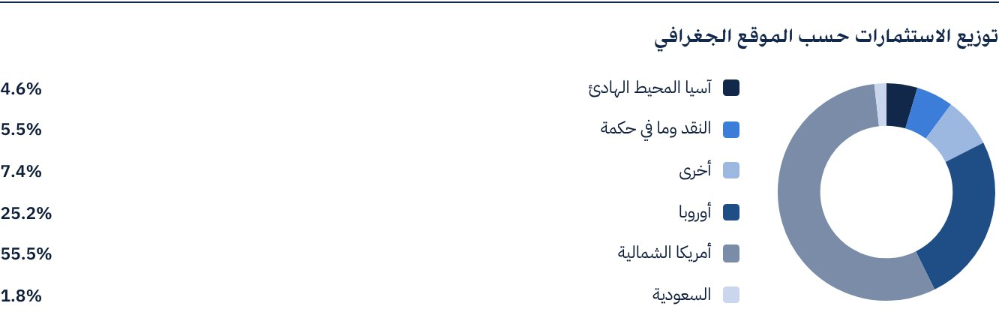 توزيع الاستثمارات حسب الموقع الجغرافي
آسيا المحيط الهادئ 4.6%
النقد وما في حكمة 5.5%
أخرى 7.4%
أوروبا 25.2%
أمريكا الشمالية 55.5%
السعودية 1.8%